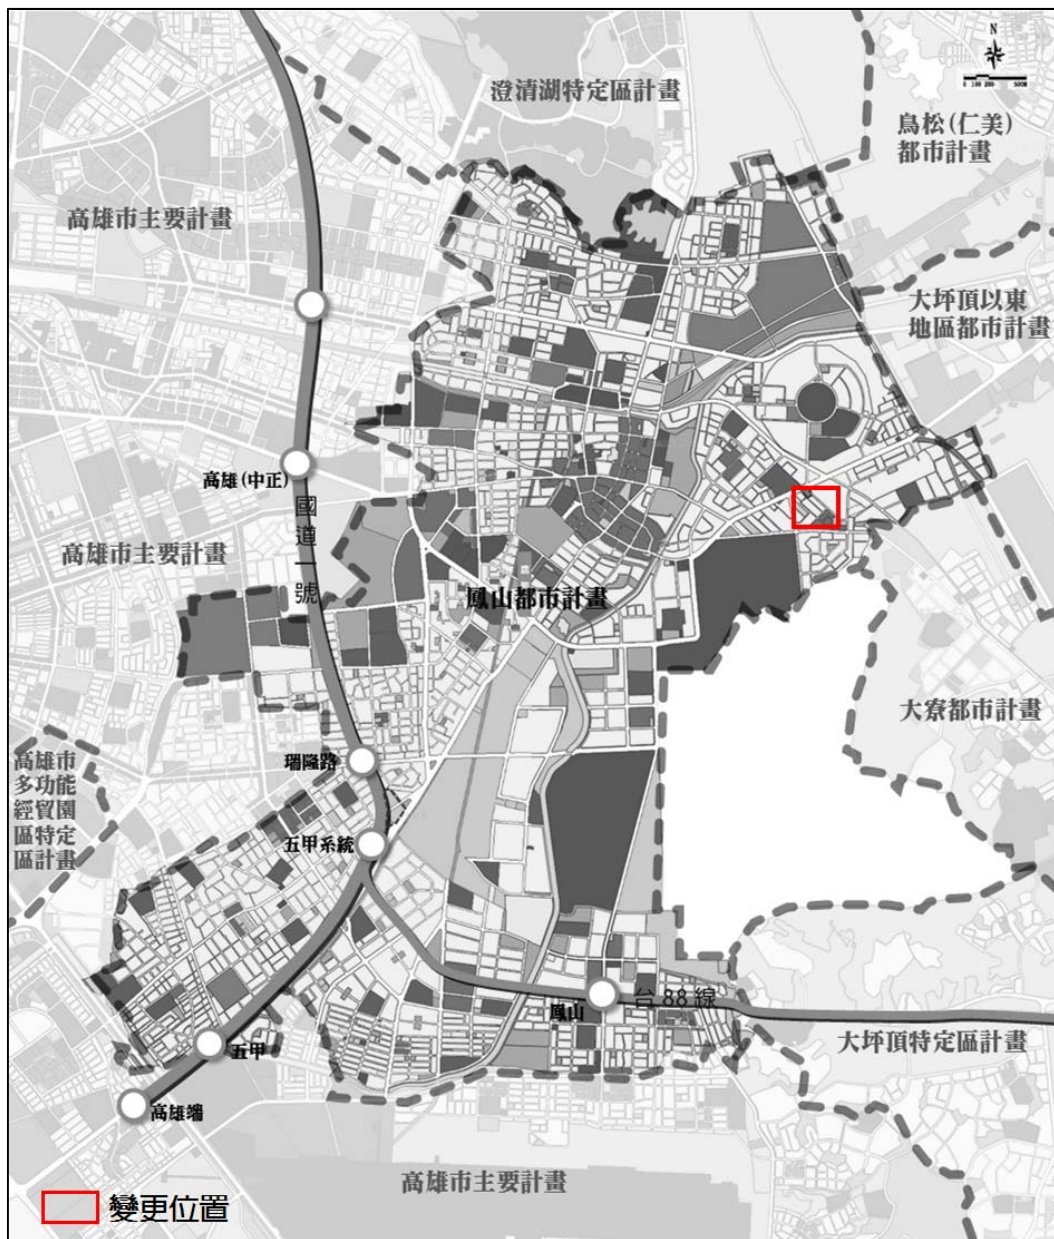 N
0 100 200 500M
澄清湖特定區計畫
鳥松(仁美)
都市計畫
高雄市主要計畫
大坪頂以東
地區都市計畫
高雄(中正)
國道一號
高雄市主要計畫
鳳山都市計畫
大寮都市計畫
瑞隆路
高雄市
多功能
經貿園
區特定
區計畫
五甲系統
鳳山
台88線
五甲
大坪頂特定區計畫
高雄端
高雄市主要計畫
變更位置